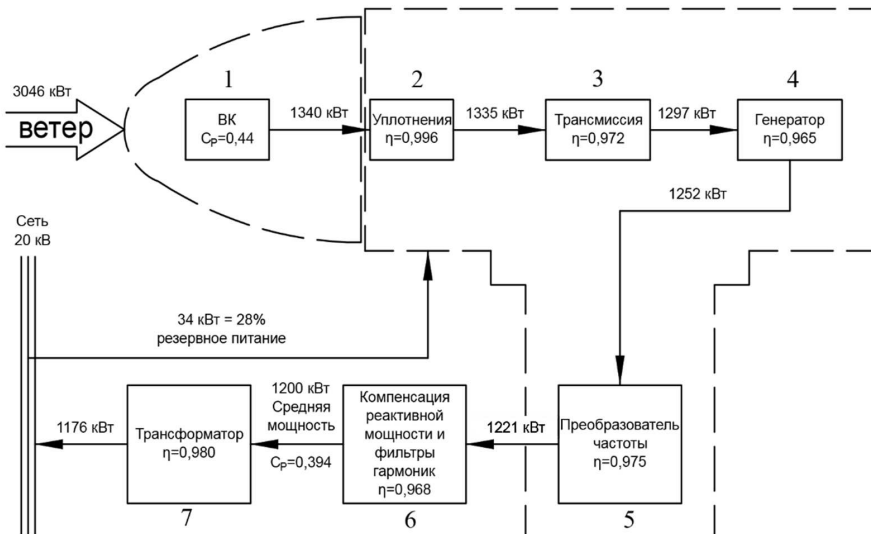 1
2
3
4
3046 кВт
ветер
ВК
Cₚ=0,44
1340 кВт
Уплотнения
η=0,996
1335 кВт
Трансмиссия
η=0,972
1297 кВт
Генератор
η=0,965
1252 кВт
Сеть
20 кВ
34 кВт = 28%
резервное питание
1176 кВт
Трансформатор
η=0,980
1200 кВт
Средняя
мощность
Cₚ=0,394
Компенсация
реактивной
мощности и
фильтры
гармоник
η=0,968
1221 кВт
Преобразователь
частоты
η=0,975
7
6
5